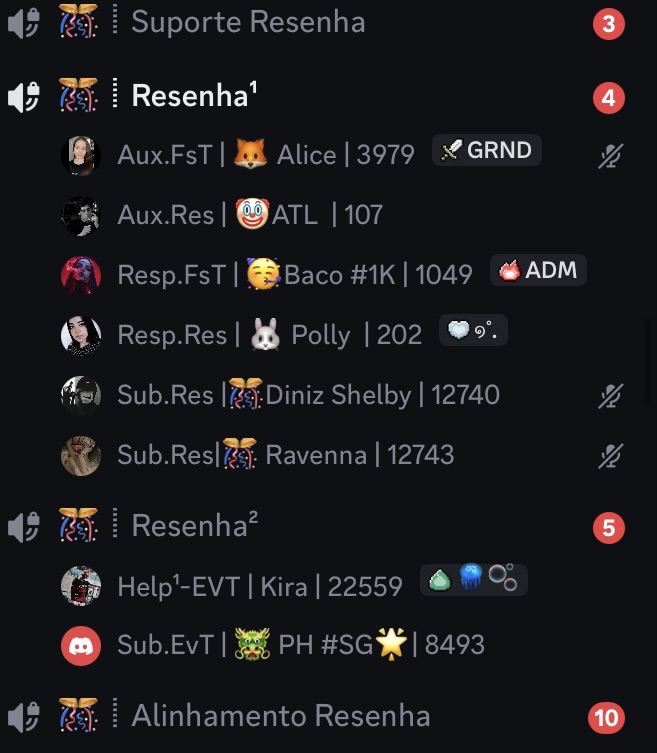 Suporte Resenha 3
Resenha¹ 4
Aux.FsT | 🦊 Alice | 3979 GRND
Aux.Res | 🤡ATL | 107
Resp.FsT | 🥳Baco #1K | 1049 ADM
Resp.Res | 🐰 Polly | 202 ୨˚.
Sub.Res |🎊Diniz Shelby | 12740
Sub.Res|🎊 Ravenna | 12743
Resenha² 5
Help¹-EVT | Kira | 22559
Sub.EvT | 🐲 PH #SG🌟| 8493
Alinhamento Resenha 10